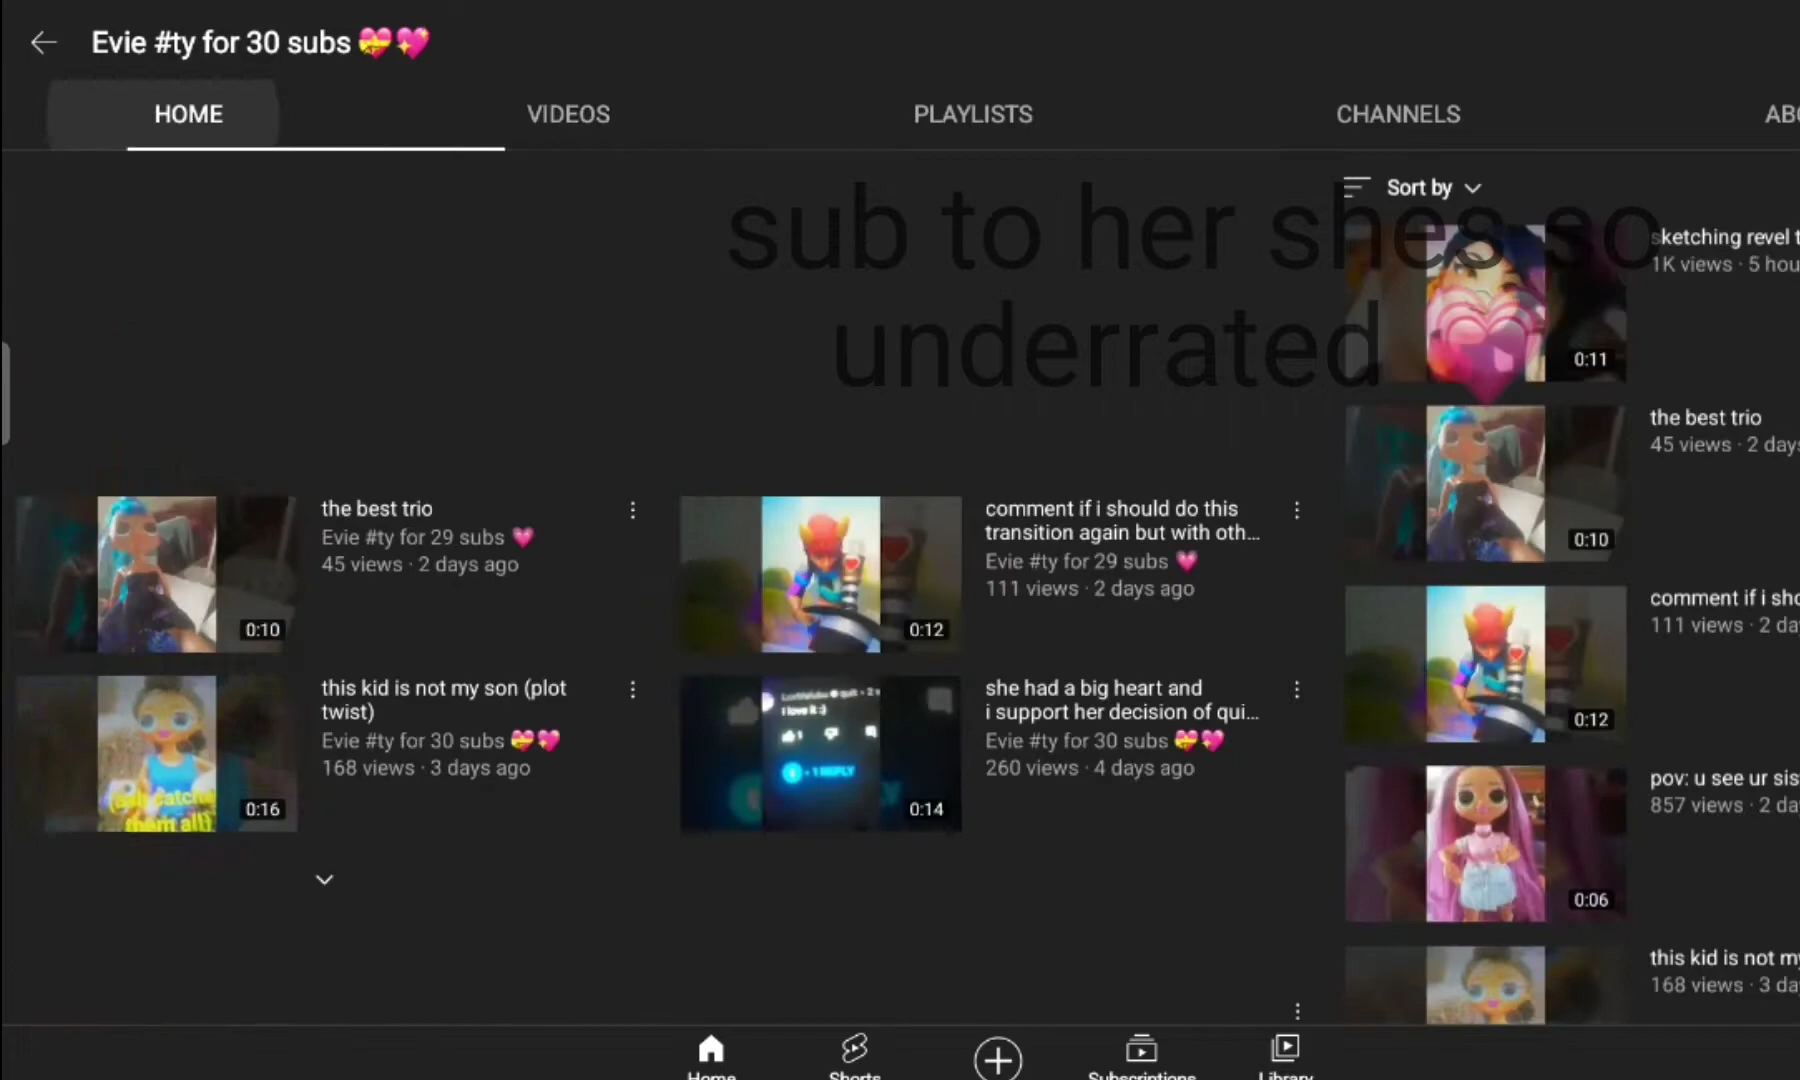 Evie #ty for 30 subs 💝💖
HOME
VIDEOS
PLAYLISTS
CHANNELS
sub to her shes so
underrated
Sort by
sketching revel t
1K views · 5 hou
0:11
the best trio
45 views · 2 days
0:10
comment if i sho
111 views · 2 da
0:12
pov: u see ur sis
857 views · 2 da
0:06
this kid is not my
168 views · 3 da
the best trio
Evie #ty for 29 subs 💗
45 views · 2 days ago
0:10
comment if i should do this
transition again but with oth...
Evie #ty for 29 subs 💗
111 views · 2 days ago
0:12
this kid is not my son (plot
twist)
Evie #ty for 30 subs 💝💖
168 views · 3 days ago
them all)
0:16
she had a big heart and
i support her decision of qui...
Evie #ty for 30 subs 💝💖
260 views · 4 days ago
i love it :)
1 REPLY
0:14
Home
Shorts
Subscriptions
Library